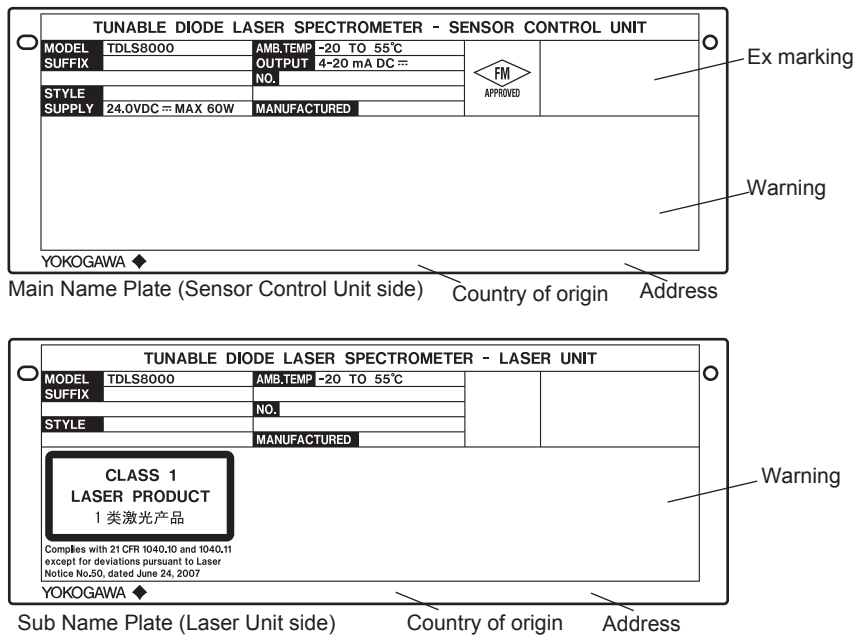 TUNABLE DIODE LASER SPECTROMETER - SENSOR CONTROL UNIT
MODEL TDLS8000 AMB.TEMP -20 TO 55℃
SUFFIX OUTPUT 4-20 mA DC ⎓
NO.
STYLE
SUPPLY 24.0VDC ⎓ MAX 60W MANUFACTURED
FM
APPROVED
Ex marking
Warning
YOKOGAWA ◆
Main Name Plate (Sensor Control Unit side)
Country of origin
Address
TUNABLE DIODE LASER SPECTROMETER - LASER UNIT
MODEL TDLS8000 AMB.TEMP -20 TO 55℃
SUFFIX
NO.
STYLE
MANUFACTURED
CLASS 1
LASER PRODUCT
1 类激光产品
Complies with 21 CFR 1040.10 and 1040.11
except for deviations pursuant to Laser
Notice No.50, dated June 24, 2007
Warning
YOKOGAWA ◆
Sub Name Plate (Laser Unit side)
Country of origin
Address